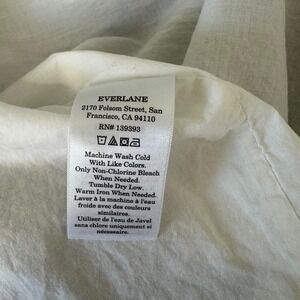 EVERLANE
2170 Folsom Street, San
Francisco, CA 94110
RN# 139393
Machine Wash Cold
With Like Colors.
Only Non-Chlorine Bleach
When Needed.
Tumble Dry Low.
Warm Iron When Needed.
Laver à la machine à l'eau
froide avec des couleurs
similaires.
Utiliser de l'eau de Javel
sans chlore uniquement si
nécessaire.